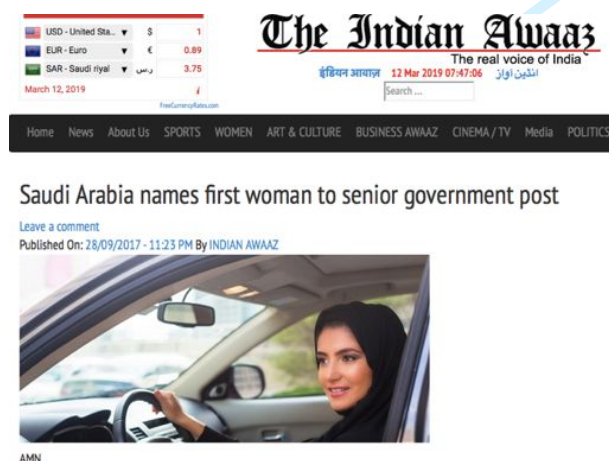 USD - United Sta... ▼ $ 1
EUR - Euro ▼ € 0.89
SAR - Saudi riyal ▼ ر.س 3.75
March 12, 2019 i
FreeCurrencyRates.com
The Indian Awaaz
The real voice of India
इंडियन आवाज़ 12 Mar 2019 07:47:06 انڈین آواز
Search ...
Home News About Us SPORTS WOMEN ART & CULTURE BUSINESS AWAAZ CINEMA / TV Media POLITICS
Saudi Arabia names first woman to senior government post
Leave a comment
Published On: 28/09/2017 - 11:23 PM By INDIAN AWAAZ
AMN